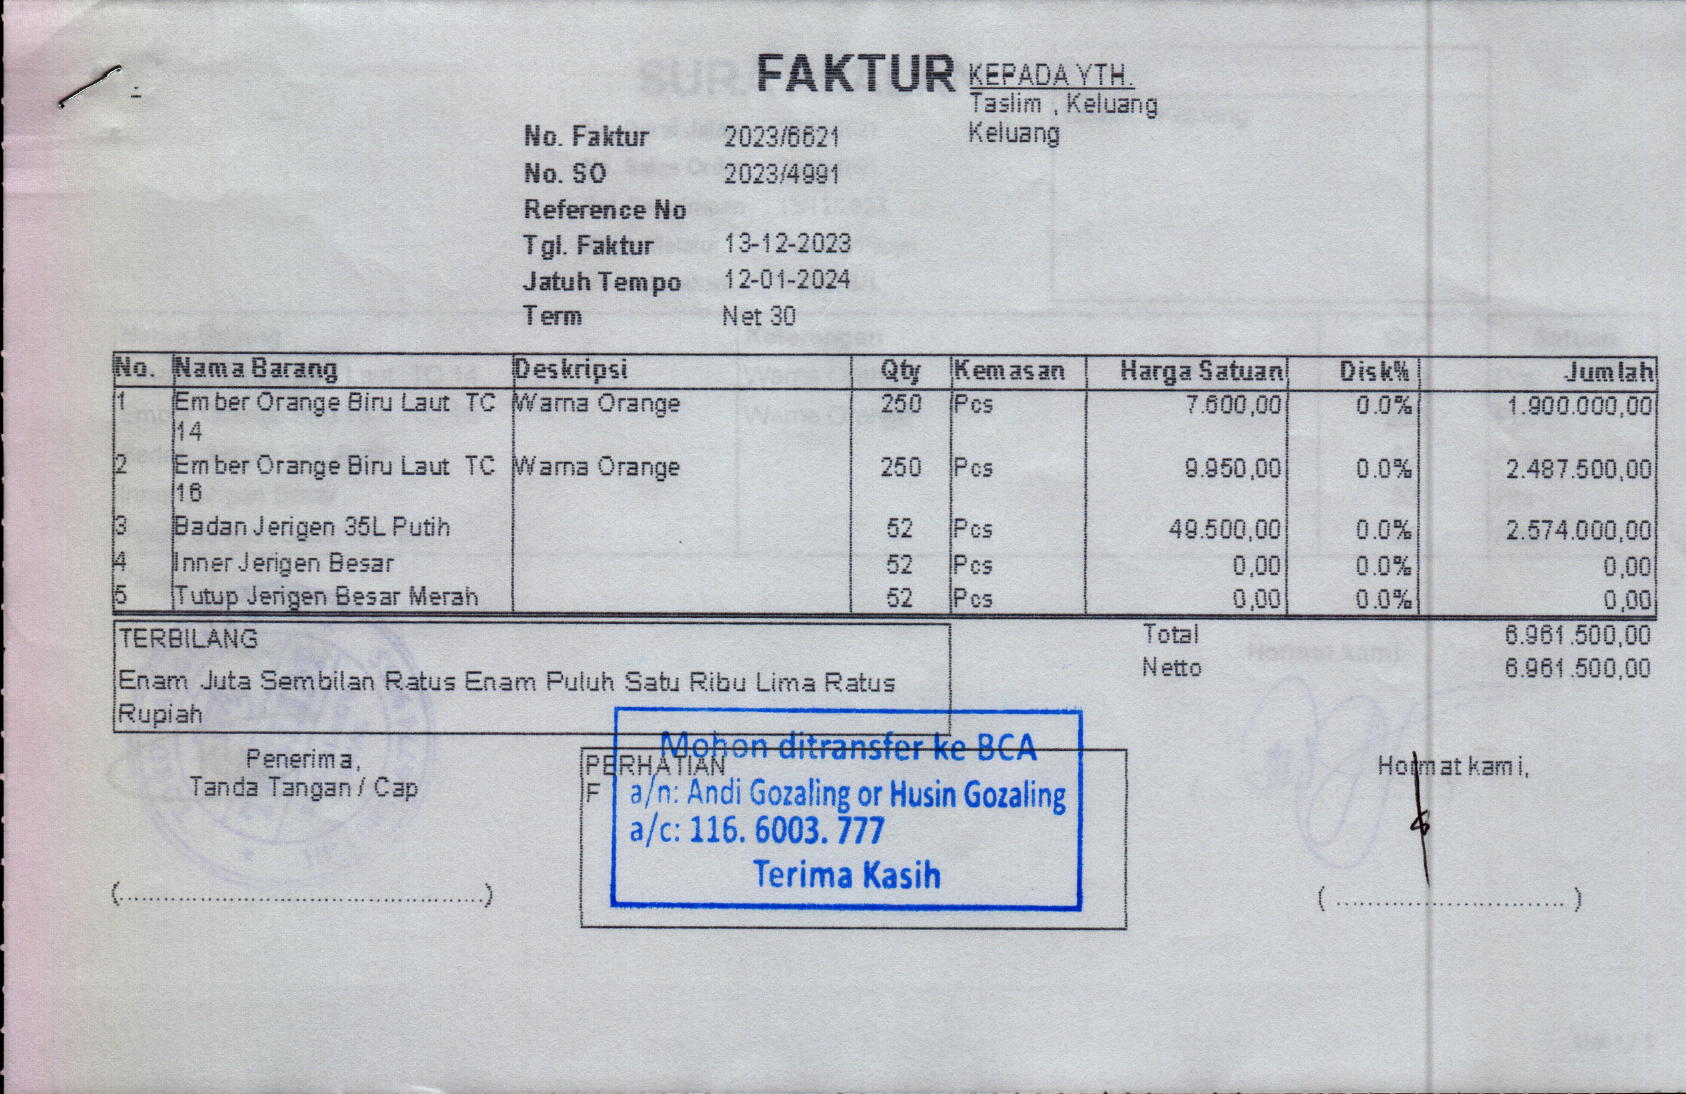 FAKTUR
KEPADA YTH.
Taslim , Keluang
Keluang
No. Faktur 2023/6621
No. SO 2023/4991
Reference No
Tgl. Faktur 13-12-2023
Jatuh Tempo 12-01-2024
Term Net 30
No. Nama Barang Deskripsi Qty Kemasan Harga Satuan Disk% Jumlah
1 Ember Orange Biru Laut TC Warna Orange 250 Pcs 7.600,00 0.0% 1.900.000,00
14
2 Ember Orange Biru Laut TC Warna Orange 250 Pcs 9.950,00 0.0% 2.487.500,00
16
3 Badan Jerigen 35L Putih 52 Pcs 49.500,00 0.0% 2.574.000,00
4 Inner Jerigen Besar 52 Pcs 0,00 0.0% 0,00
5 Tutup Jerigen Besar Merah 52 Pcs 0,00 0.0% 0,00
TERBILANG
Enam Juta Sembilan Ratus Enam Puluh Satu Ribu Lima Ratus
Rupiah
Total 6.961.500,00
Netto 6.961.500,00
Penerima,
Tanda Tangan / Cap
(..............................................)
PERHATIAN
F
Mohon ditransfer ke BCA
a/n: Andi Gozaling or Husin Gozaling
a/c: 116. 6003. 777
Terima Kasih
Hormat kami,
( ............................. )